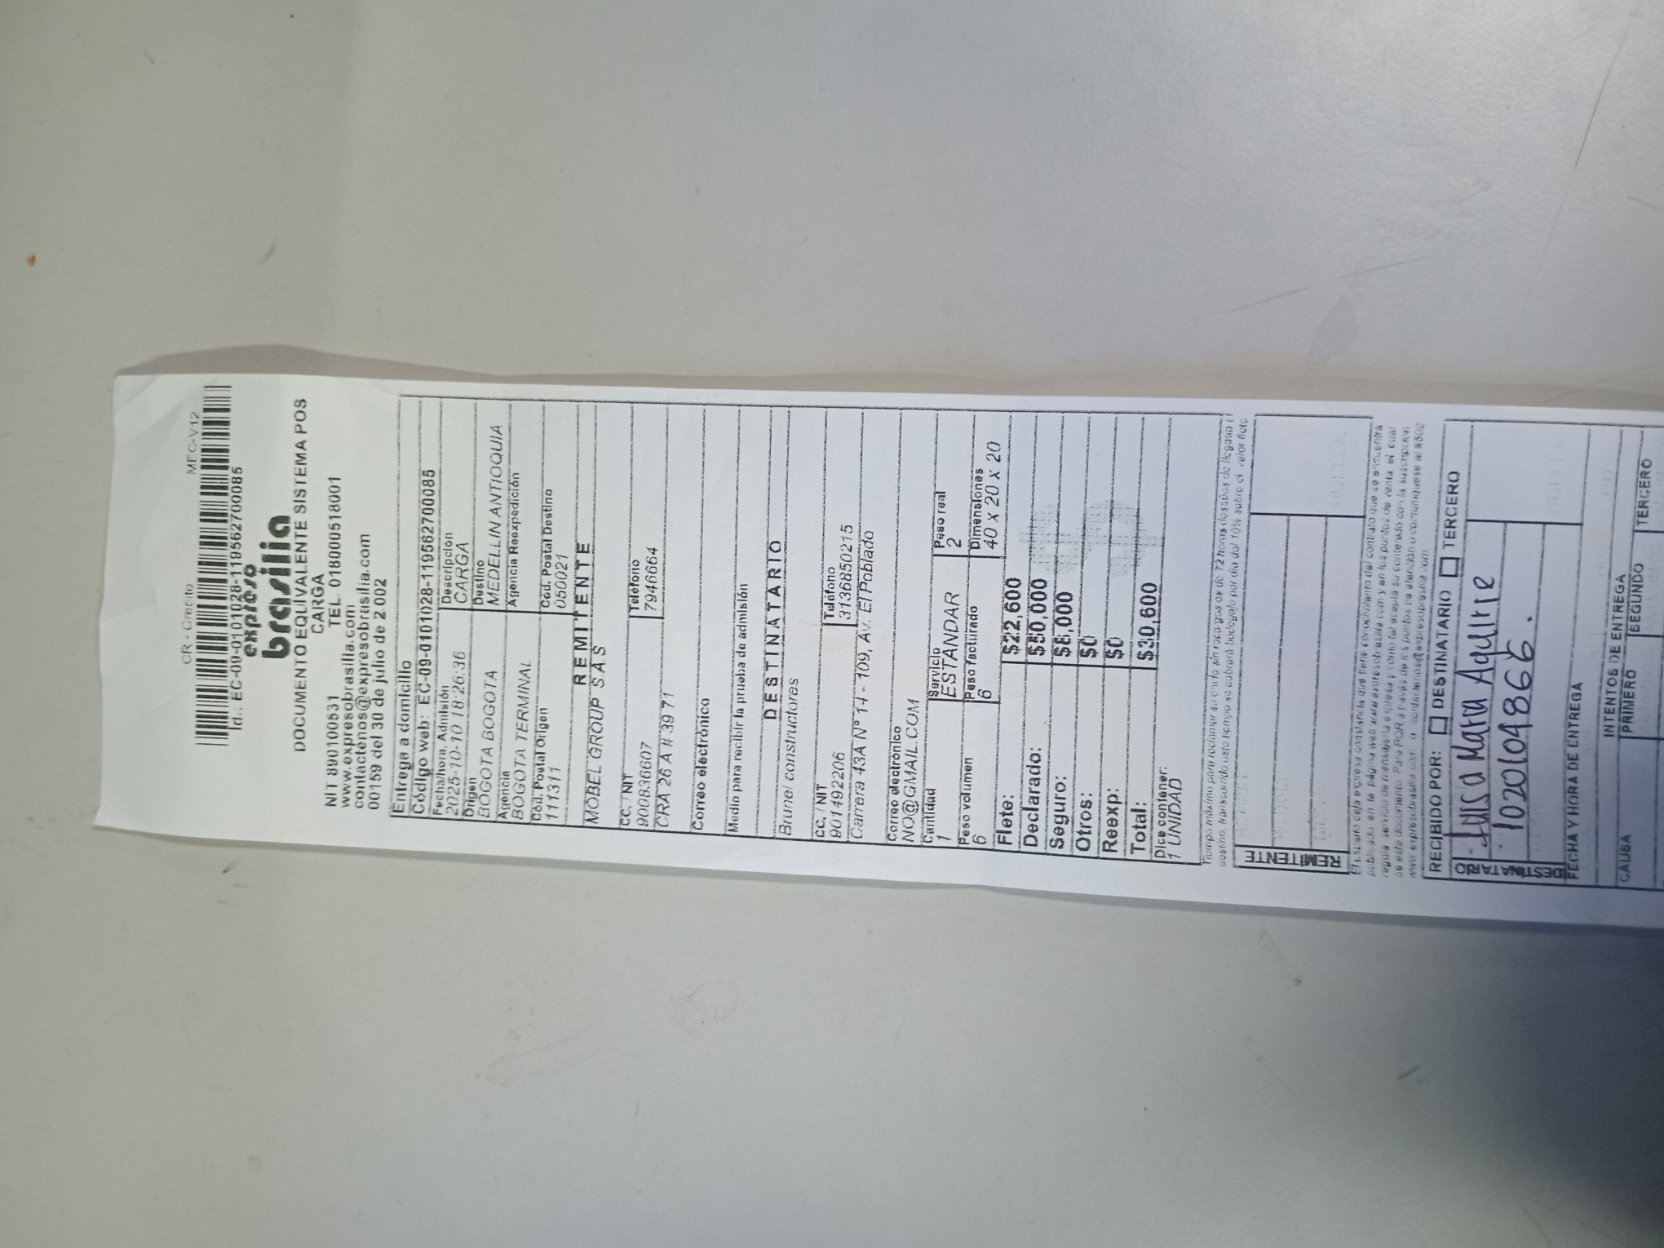 CR - Credito MEC-V12
Id.: EC-09-0101028-119562700085
expreso
brasilia
DOCUMENTO EQUIVALENTE SISTEMA POS
CARGA
NIT 890100531 TEL. 018000518001
www.expresobrasilia.com
contactenos@expresobrasilia.com
00159 del 30 de julio de 2 002
Entrega a domicilio
Código web: EC-09-0101028-119562700085
Fecha/hora. Admisión Descripción
2025-10-10 18:26:36 CARGA
Origen Destino
BOGOTA BOGOTA MEDELLIN ANTIOQUIA
Agencia Agencia Reexpedición
BOGOTA TERMINAL
Cód. Postal Origen Cód. Postal Destino
111311 050021
REMITENTE
MOBEL GROUP SAS
CC. / NIT Teléfono
900836607 7946664
CRA 26 A # 39 71
Correo electrónico
Medio para recibir la prueba de admisión
DESTINATARIO
Brunel constructores
CC. / NIT Teléfono
901492206 3136850215
Carrera 43A N° 14 - 109, Av. El Poblado
Correo electrónico
NO@GMAIL.COM
Cantidad Servicio Peso real
1 ESTANDAR 2
Peso volumen Peso facturado Dimensiones
6 6 40 x 20 x 20
Flete: $22,600
Declarado: $50,000
Seguro: $8,000
Otros: $0
Reexp: $0
Total: $30,600
Dice contener:
1 UNIDAD
REMITENTE
RECIBIDO POR: DESTINATARIO TERCERO
DESTINATARIO
Luisa Mara Aguirre
1020104866.
FECHA Y HORA DE ENTREGA
INTENTOS DE ENTREGA
CAUSA PRIMERO SEGUNDO TERCERO